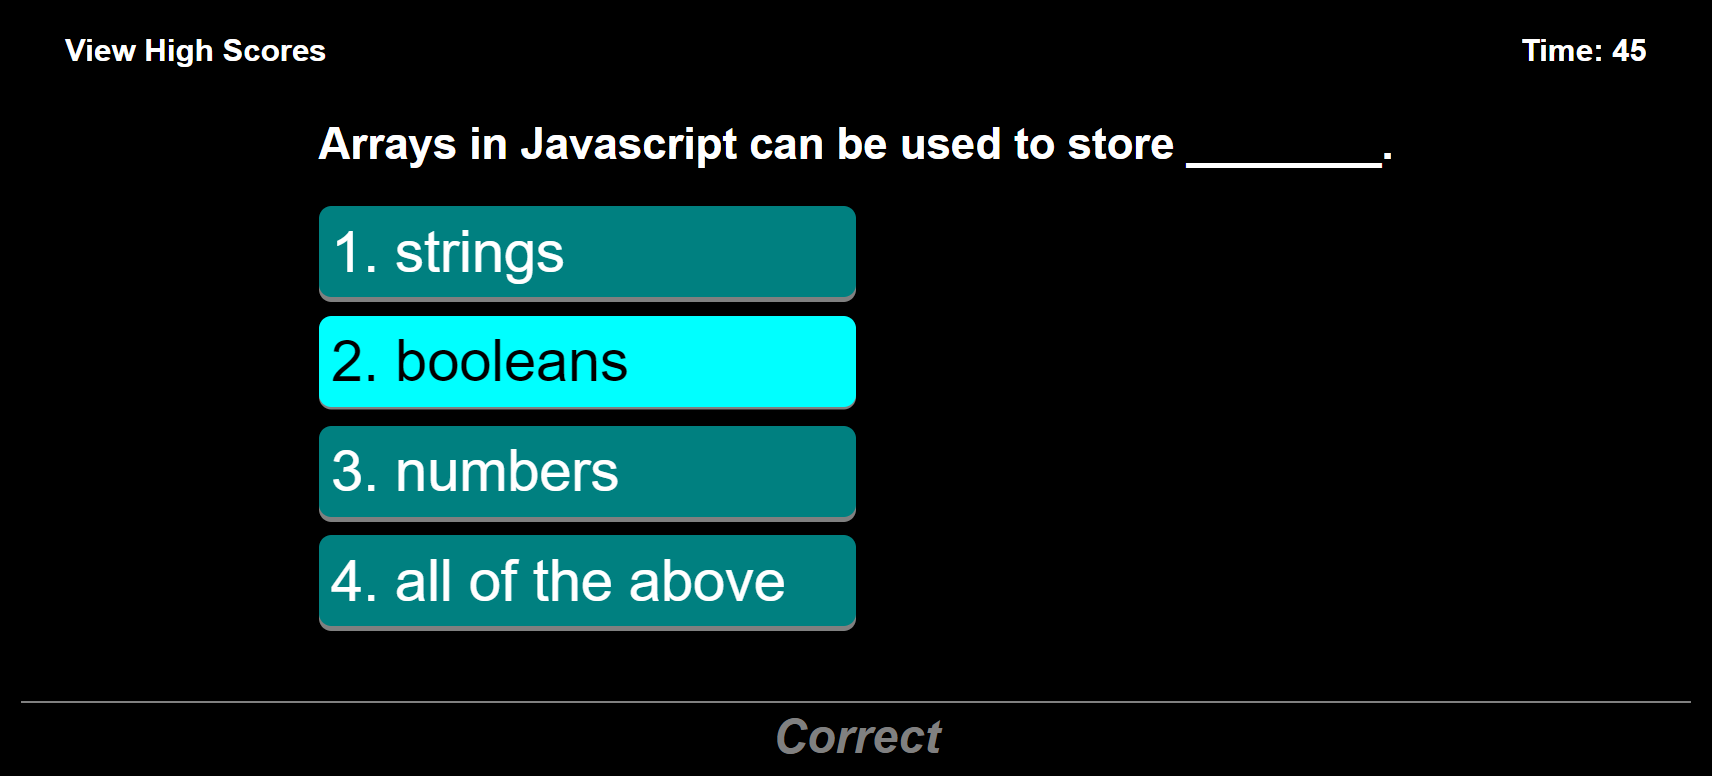 View High Scores
Time: 45
Arrays in Javascript can be used to store ________.
1. strings
2. booleans
3. numbers
4. all of the above
Correct